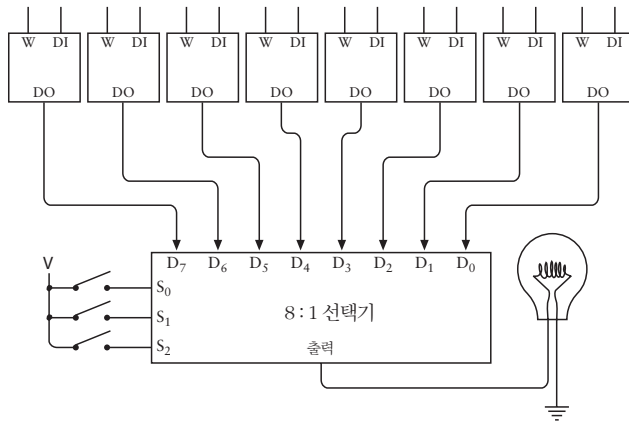 W DI W DI W DI W DI W DI W DI W DI W DI
DO DO DO DO DO DO DO DO
D₇ D₆ D₅ D₄ D₃ D₂ D₁ D₀
V
S₀
8:1 선택기
S₁
S₂
출력